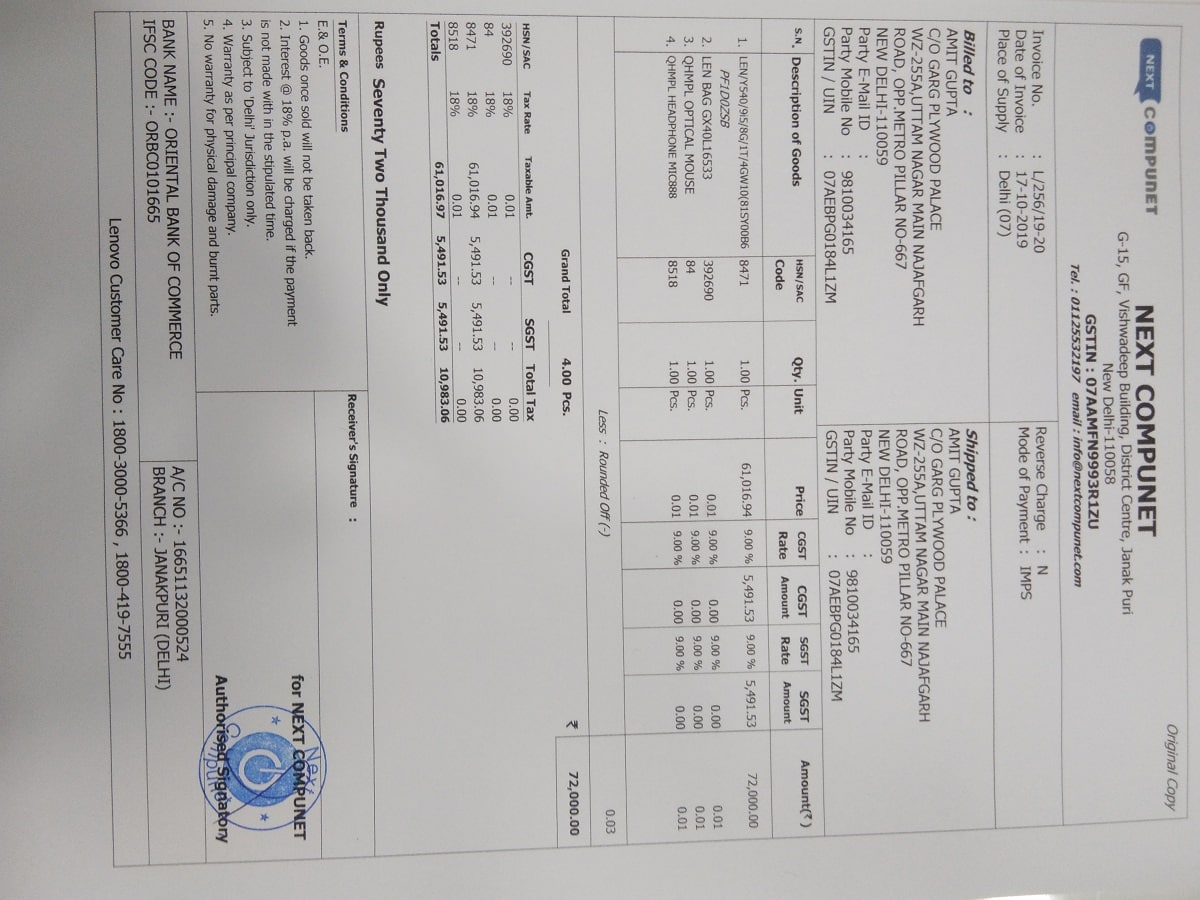 Original Copy
NEXT COMPUNET
NEXT COMPUNET
G-15, GF, Vishwadeep Building, District Centre, Janak Puri
New Delhi-110058
GSTIN : 07AAMFN9993R1ZU
Tel. : 01125532197 email : info@nextcompunet.com
Invoice No. : L/256/19-20 Reverse Charge : N
Date of Invoice : 17-10-2019 Mode of Payment : IMPS
Place of Supply : Delhi (07)
Billed to : Shipped to :
AMIT GUPTA AMIT GUPTA
C/O GARG PLYWOOD PALACE C/O GARG PLYWOOD PALACE
WZ-255A,UTTAM NAGAR MAIN NAJAFGARH WZ-255A,UTTAM NAGAR MAIN NAJAFGARH
ROAD, OPP.METRO PILLAR NO-667 ROAD, OPP.METRO PILLAR NO-667
NEW DELHI-110059 NEW DELHI-110059
Party E-Mail ID : Party E-Mail ID :
Party Mobile No : 9810034165 Party Mobile No : 9810034165
GSTIN / UIN : 07AEBPG0184L1ZM GSTIN / UIN : 07AEBPG0184L1ZM
S.N. Description of Goods HSN/SAC Code Qty. Unit Price CGST Rate CGST Amount SGST Rate SGST Amount Amount(₹)
1. LEN/Y540/9i5/8G/1T/4GW10(81SY00B6 8471 1.00 Pcs. 61,016.94 9.00 % 5,491.53 9.00 % 5,491.53 72,000.00
PF1D0ZSB
2. LEN BAG GX40L16533 392690 1.00 Pcs. 0.01 9.00 % 0.00 9.00 % 0.00 0.01
3. QHMPL OPTICAL MOUSE 84 1.00 Pcs. 0.01 9.00 % 0.00 9.00 % 0.00 0.01
4. QHMPL HEADPHONE MIC888 8518 1.00 Pcs. 0.01 9.00 % 0.00 9.00 % 0.00 0.01
Less : Rounded Off (-) 0.03
Grand Total 4.00 Pcs. ₹ 72,000.00
HSN/SAC Tax Rate Taxable Amt. CGST SGST Total Tax
392690 18% 0.01 -- -- 0.00
84 18% 0.01 -- -- 0.00
8471 18% 61,016.94 5,491.53 5,491.53 10,983.06
8518 18% 0.01 -- -- 0.00
Totals 61,016.97 5,491.53 5,491.53 10,983.06
Rupees Seventy Two Thousand Only
Terms & Conditions
E.& O.E.
1. Goods once sold will not be taken back.
2. Interest @ 18% p.a. will be charged if the payment
is not made with in the stipulated time.
3. Subject to 'Delhi' Jurisdiction only.
4. Warranty as per principal company.
5. No warranty for physical damage and burnt parts.
Receiver's Signature :
for NEXT COMPUNET
Next Compunet
Authorised Signatory
BANK NAME :- ORIENTAL BANK OF COMMERCE A/C NO :- 16651132000524
IFSC CODE :- ORBC0101665 BRANCH :- JANAKPURI (DELHI)
Lenovo Customer Care No : 1800-3000-5366 , 1800-419-7555